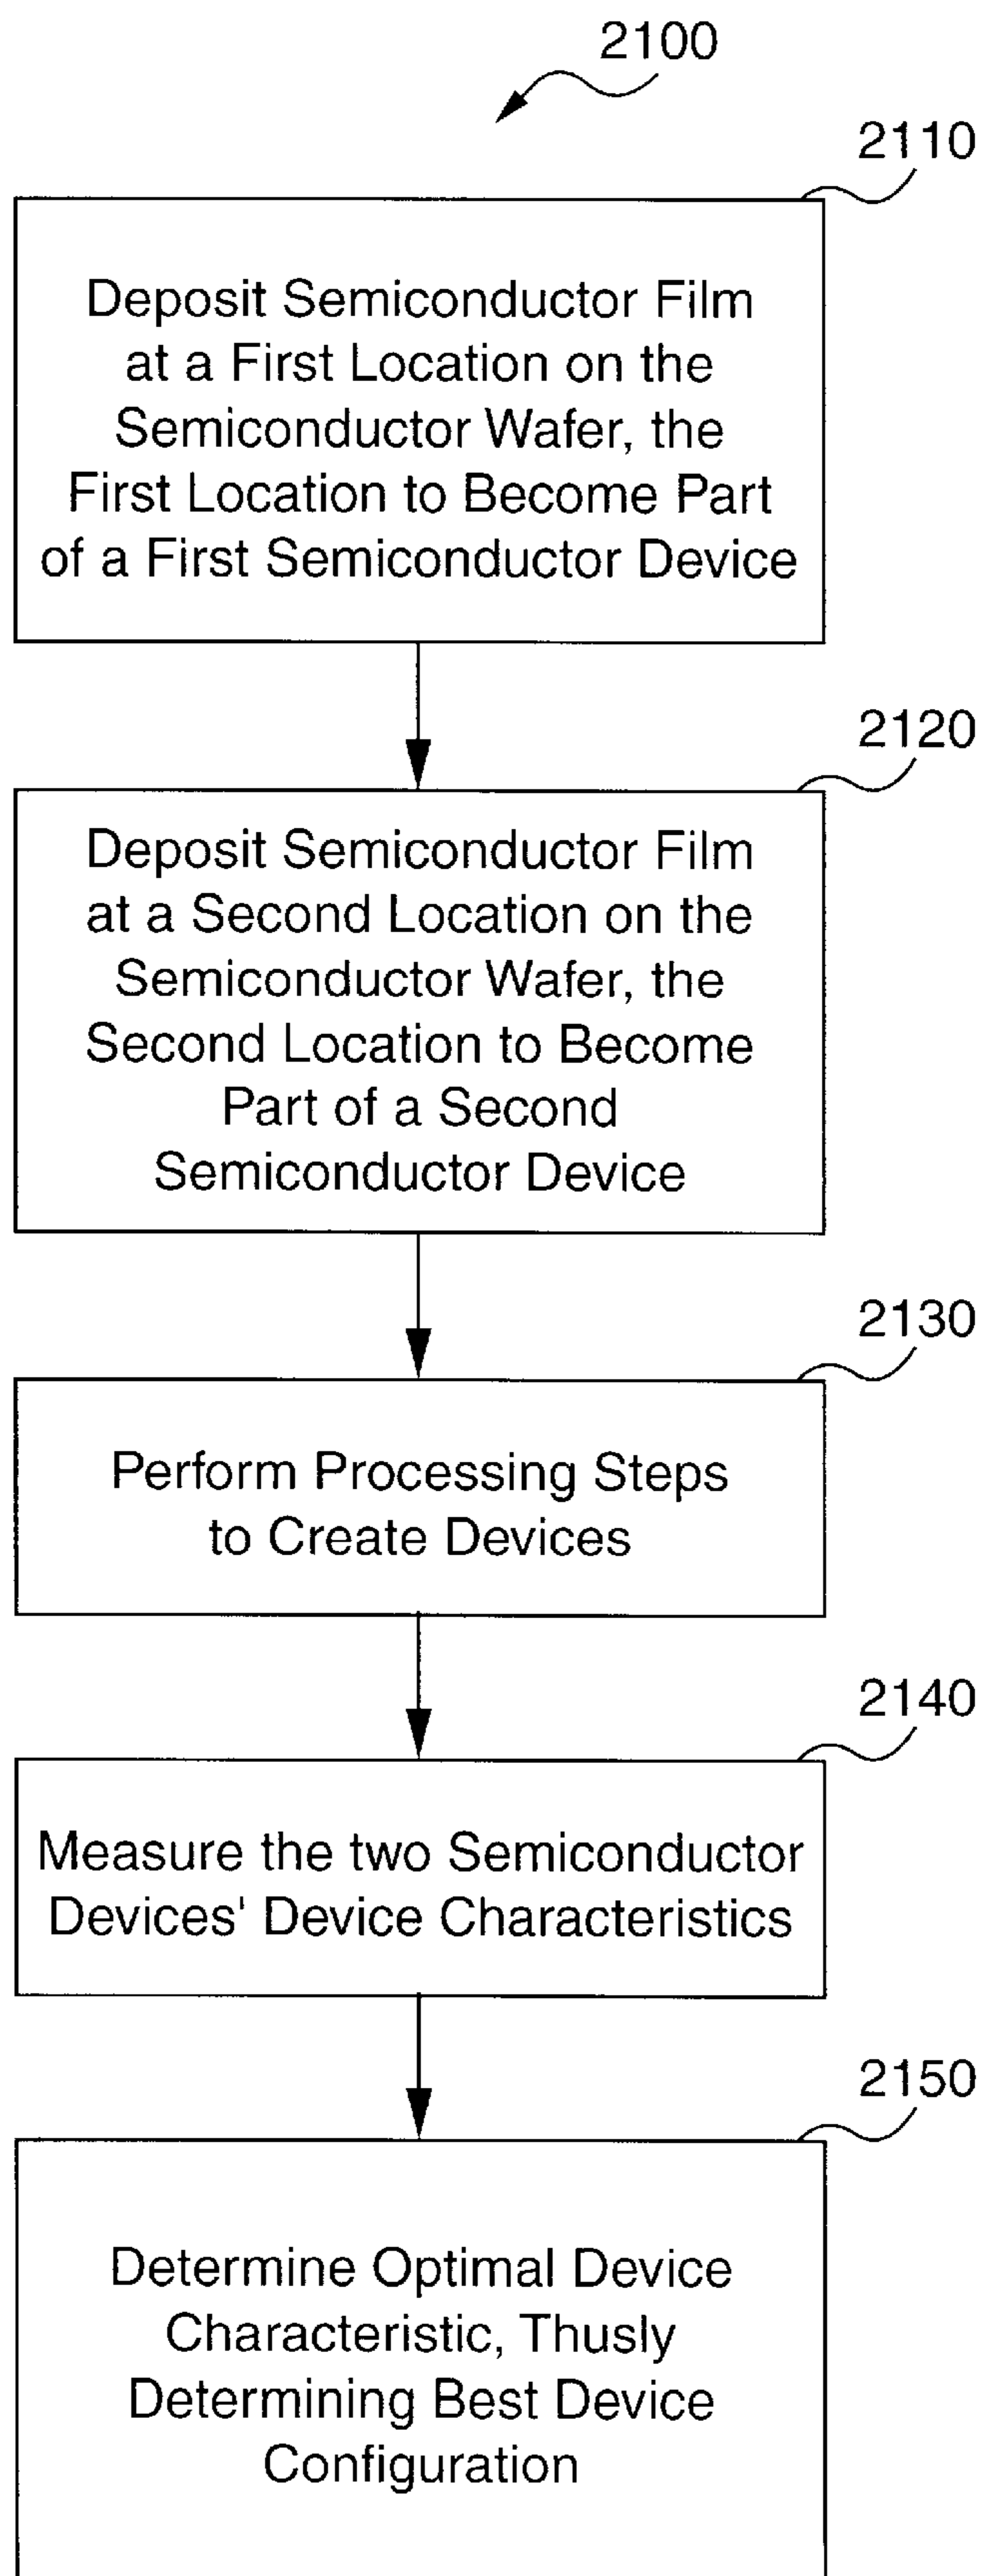 2100
2110
Deposit Semiconductor Film
at a First Location on the
Semiconductor Wafer, the
First Location to Become Part
of a First Semiconductor Device
2120
Deposit Semiconductor Film
at a Second Location on the
Semiconductor Wafer, the
Second Location to Become
Part of a Second
Semiconductor Device
2130
Perform Processing Steps
to Create Devices
2140
Measure the two Semiconductor
Devices' Device Characteristics
2150
Determine Optimal Device
Characteristic, Thusly
Determining Best Device
Configuration